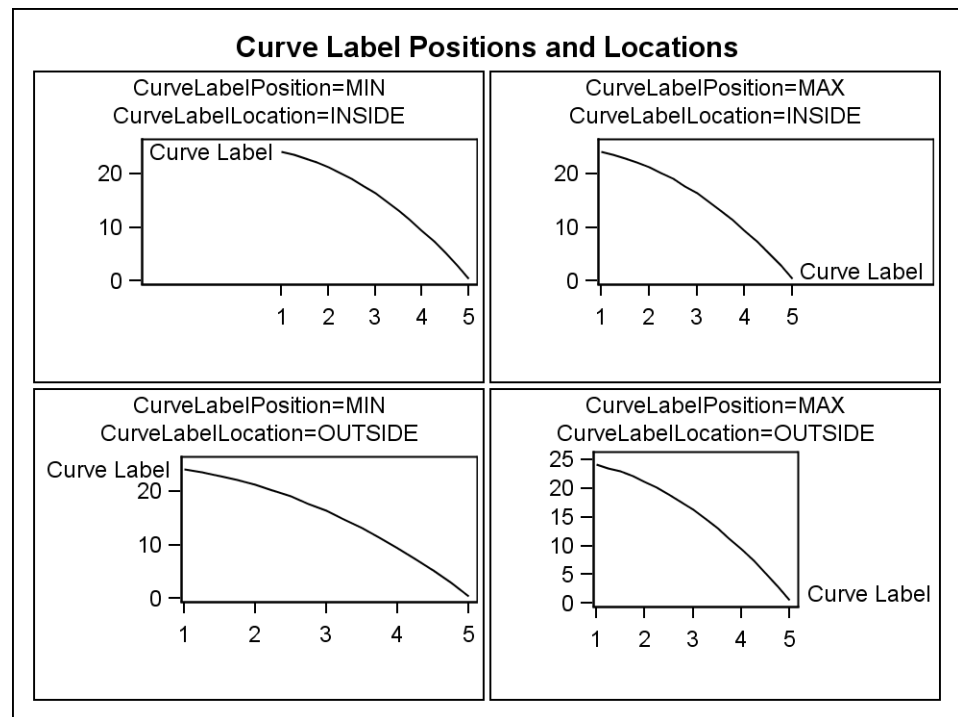 Curve Label Positions and Locations
CurveLabelPosition=MIN
CurveLabelLocation=INSIDE
Curve Label
20
10
0
1 2 3 4 5
CurveLabelPosition=MAX
CurveLabelLocation=INSIDE
20
10
0
Curve Label
1 2 3 4 5
CurveLabelPosition=MIN
CurveLabelLocation=OUTSIDE
Curve Label
20
10
0
1 2 3 4 5
CurveLabelPosition=MAX
CurveLabelLocation=OUTSIDE
25
20
15
10
5
0
Curve Label
1 2 3 4 5